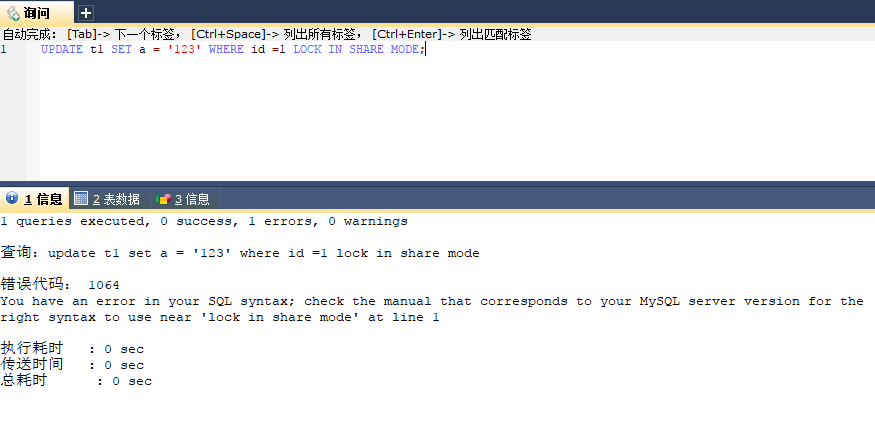 询问
自动完成: [Tab]-> 下一个标签, [Ctrl+Space]-> 列出所有标签, [Ctrl+Enter]-> 列出匹配标签
1 UPDATE t1 SET a = '123' WHERE id =1 LOCK IN SHARE MODE;
1 信息 2 表数据 3 信息
1 queries executed, 0 success, 1 errors, 0 warnings
查询: update t1 set a = '123' where id =1 lock in share mode
错误代码: 1064
You have an error in your SQL syntax; check the manual that corresponds to your MySQL server version for the
right syntax to use near 'lock in share mode' at line 1
执行耗时 : 0 sec
传送时间 : 0 sec
总耗时 : 0 sec